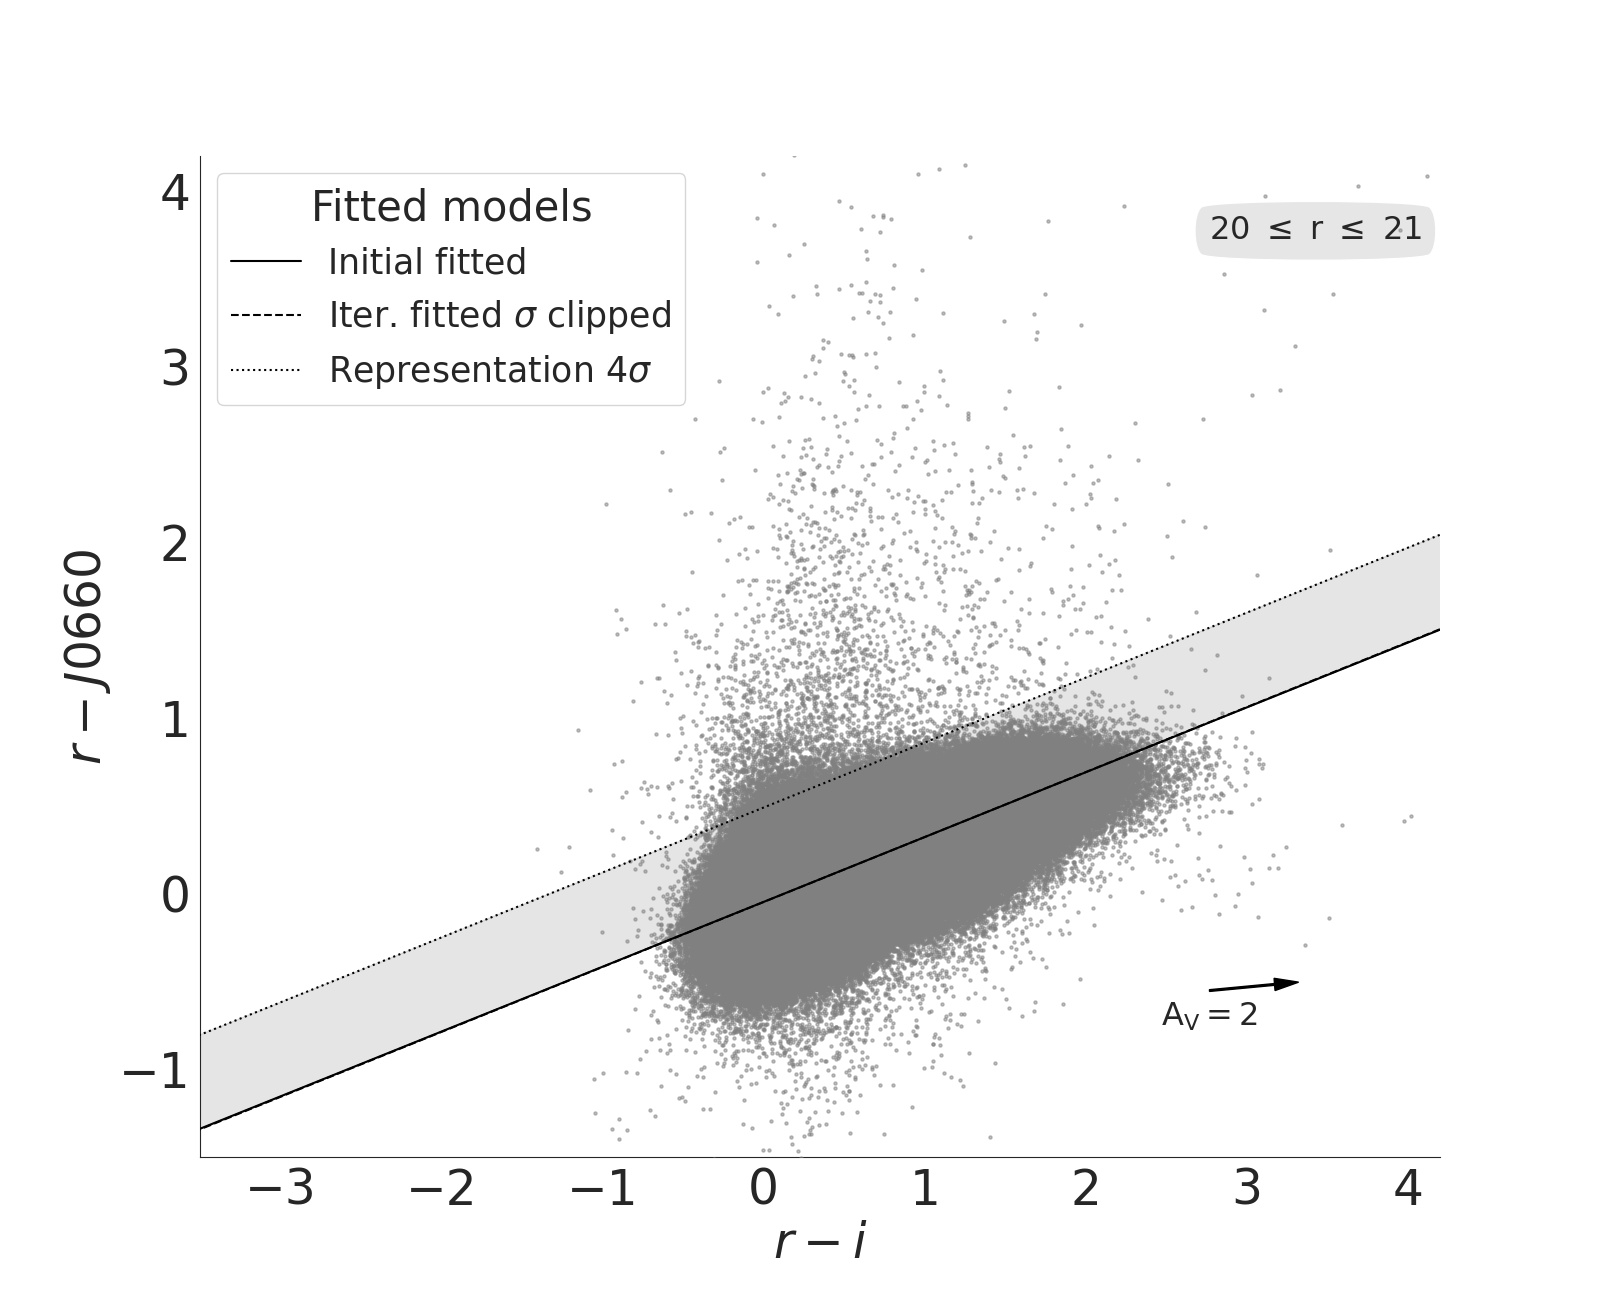 Fitted models
Initial fitted
Iter. fitted σ clipped
Representation 4σ
20 ≤ r ≤ 21
4
3
2
1
0
−1
r − J0660
A_V = 2
−3 −2 −1 0 1 2 3 4
r − i